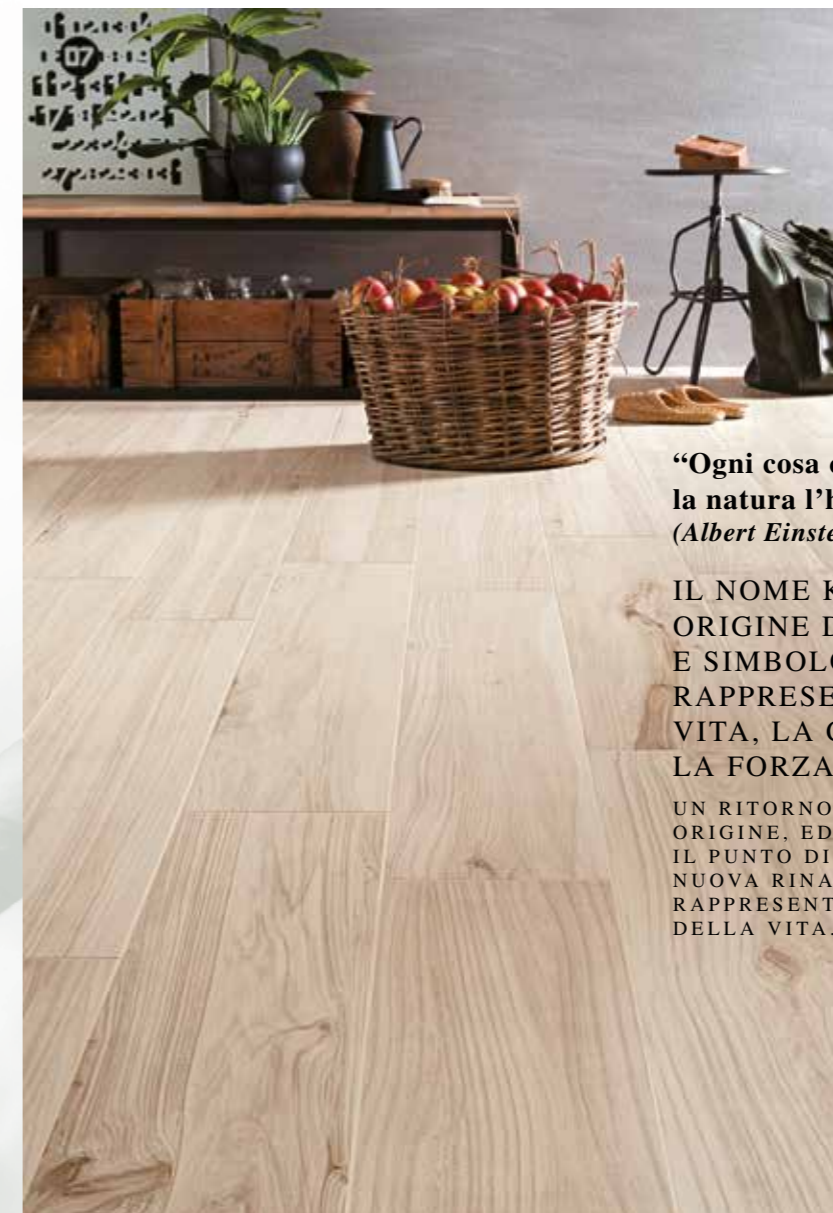 07
“Ogni cosa
la natura l’h
(Albert Einste
IL NOME K
ORIGINE D
E SIMBOLO
RAPPRESE
VITA, LA C
LA FORZA
UN RITORNO
ORIGINE, ED
IL PUNTO DI
NUOVA RINA
RAPPRESENT
DELLA VITA.